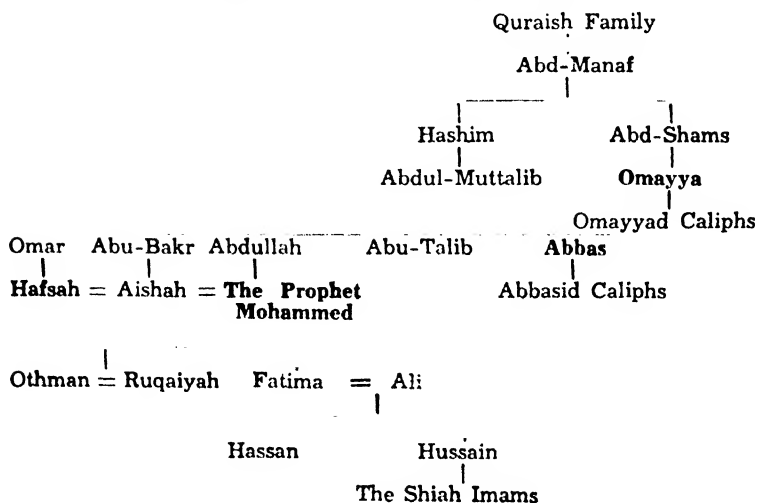 Quraish Family
Abd-Manaf
Hashim Abd-Shams
Abdul-Muttalib Omayya
Omayyad Caliphs
Omar Abu-Bakr Abdullah Abu-Talib Abbas
Hafsah = Aishah = The Prophet Abbasid Caliphs
Mohammed
Othman = Ruqaiyah Fatima = Ali
Hassan Hussain
The Shiah Imams